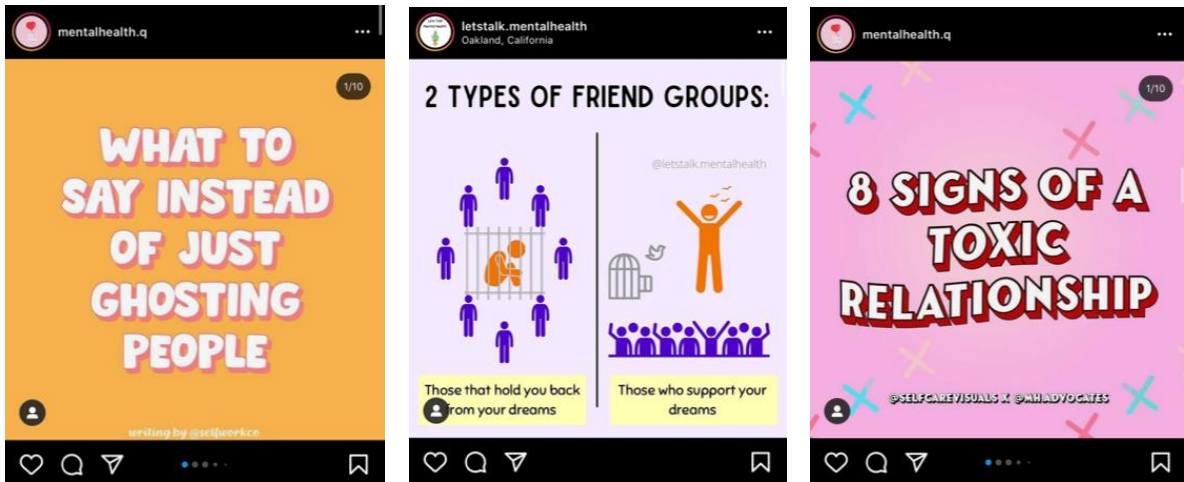 mentalhealth.q
1/10
WHAT TO
SAY INSTEAD
OF JUST
GHOSTING
PEOPLE
writing by @selfworkco
letstalk.mentalhealth
Oakland, California
2 TYPES OF FRIEND GROUPS:
@letstalk.mentalhealth
Those that hold you back
from your dreams
Those who support your
dreams
mentalhealth.q
1/10
8 SIGNS OF A
TOXIC
RELATIONSHIP
@SELFCAREVISUALS X @MH.ADVOCATES